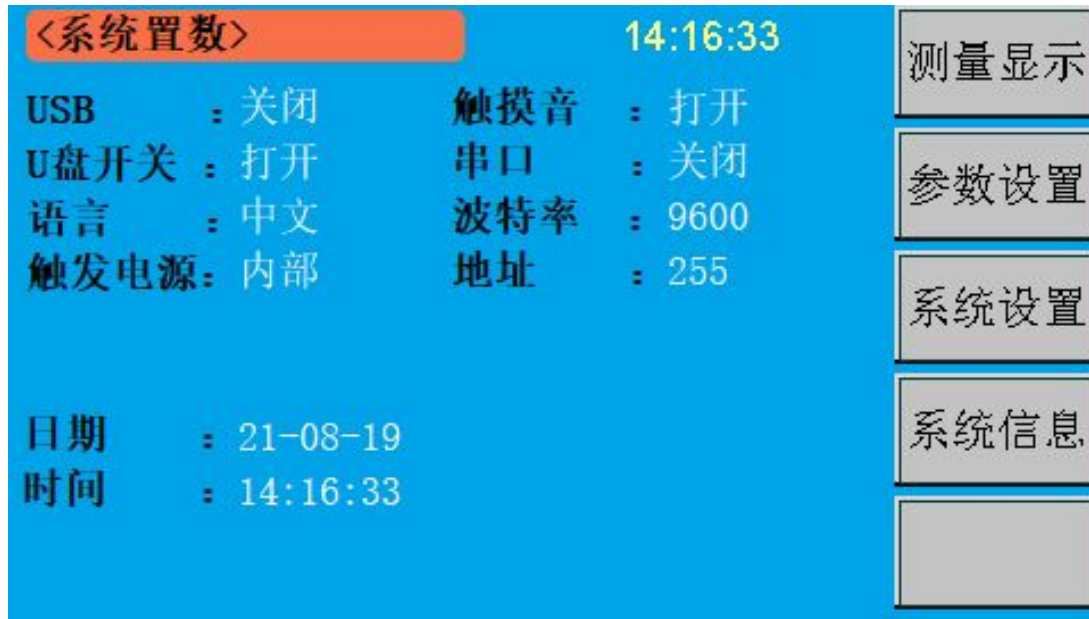 <系统置数> 14:16:33
USB : 关闭 触摸音 : 打开
U盘开关 : 打开 串口 : 关闭
语言 : 中文 波特率 : 9600
触发电源: 内部 地址 : 255
日期 : 21-08-19
时间 : 14:16:33
测量显示
参数设置
系统设置
系统信息